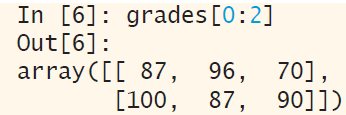 In [6]: grades[0:2]
Out[6]:
array([[ 87,  96,  70],
       [100,  87,  90]])